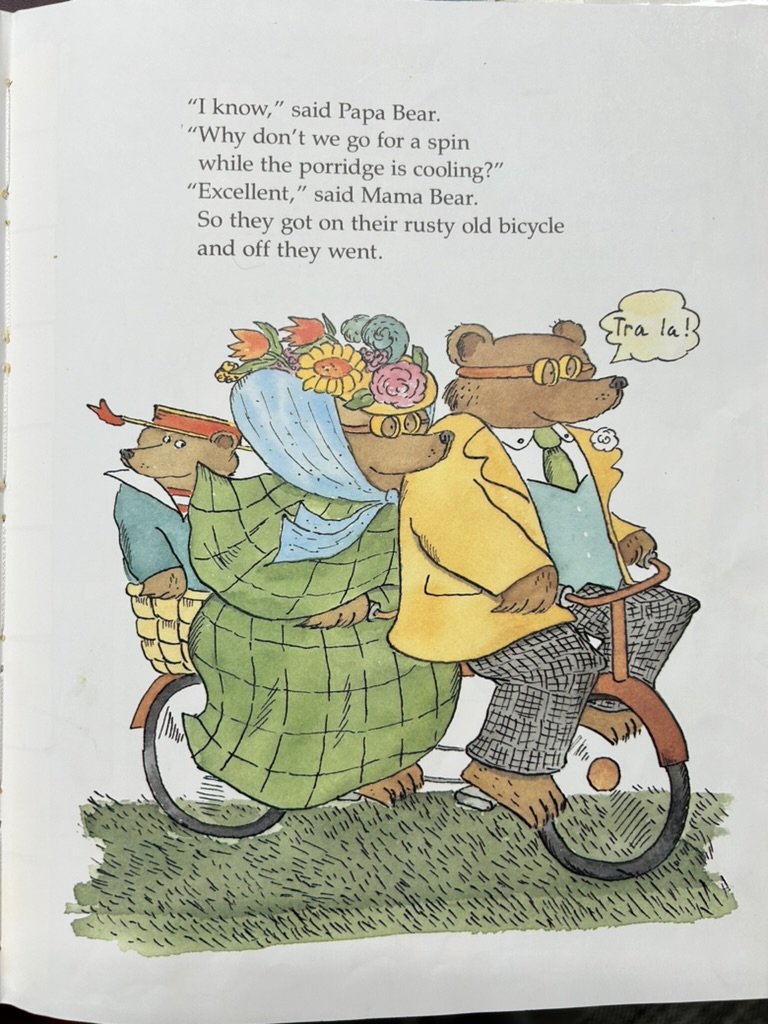 “I know,” said Papa Bear.
“Why don’t we go for a spin
while the porridge is cooling?”
“Excellent,” said Mama Bear.
So they got on their rusty old bicycle
and off they went.
Tra la!